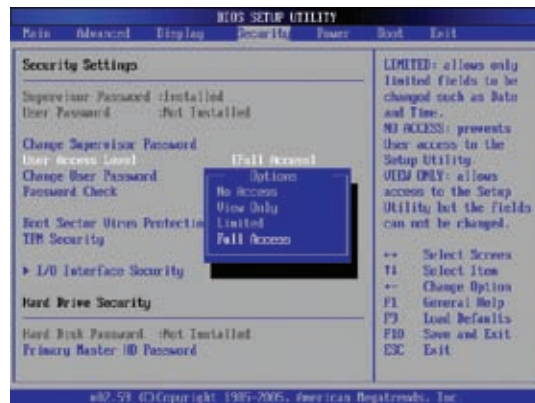 BIOS SETUP UTILITY
Main Advanced Display Security Power Boot Exit
Security Settings
Supervisor Password :Installed
User Password :Not Installed
Change Supervisor Password
User Access Level [Full Access]
Change User Password
Password Check
Boot Sector Virus Protection
TPM Security
▶ I/O Interface Security
Hard Drive Security
Hard Disk Password :Not Installed
Primary Master HD Password
Options
No Access
View Only
Limited
Full Access
LIMITED: allows only
limited fields to be
changed such as Date
and Time.
NO ACCESS: prevents
User access to the
Setup Utility.
VIEW ONLY: allows
access to the Setup
Utility but the fields
can not be changed.
↔ Select Screen
↑↓ Select Item
+- Change Option
F1 General Help
F9 Load Defaults
F10 Save and Exit
ESC Exit
v02.59 (C)Copyright 1985-2005, American Megatrends, Inc.